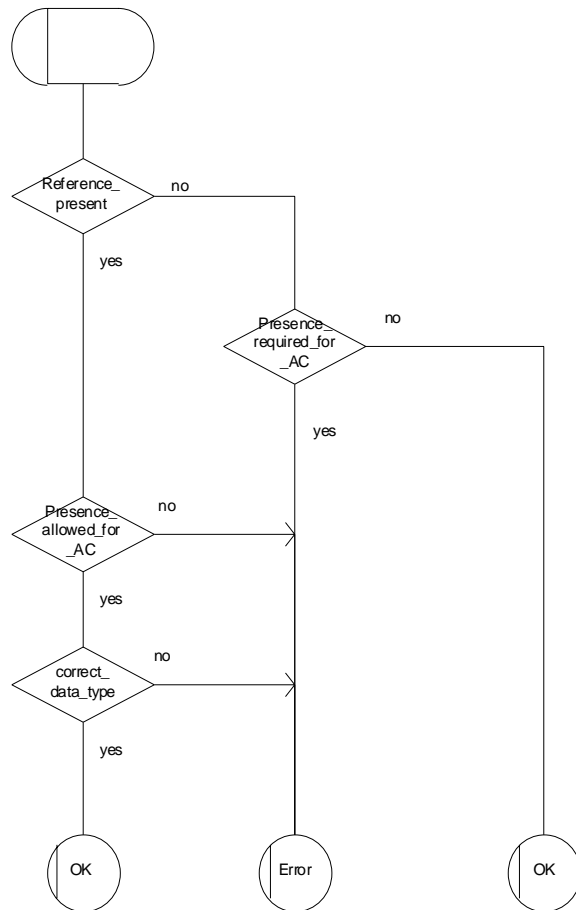 Reference_
present
no
yes
Presence_
required_for
_AC
no
yes
Presence_
allowed_for
_AC
no
yes
correct_
data_type
no
yes
OK
Error
OK